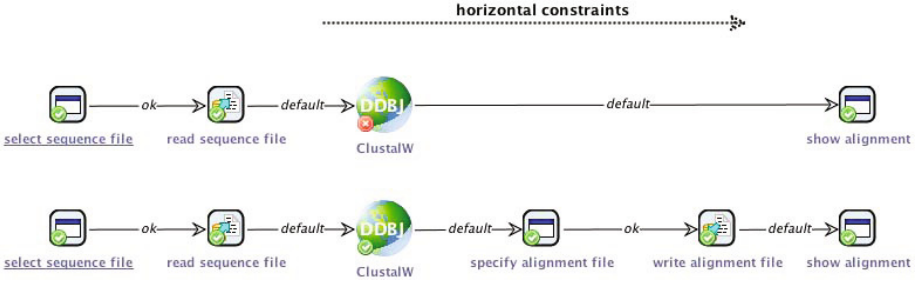 horizontal constraints
ok default DDBJ default
select sequence file read sequence file ClustalW show alignment
ok default DDBJ default ok default
select sequence file read sequence file ClustalW specify alignment file write alignment file show alignment